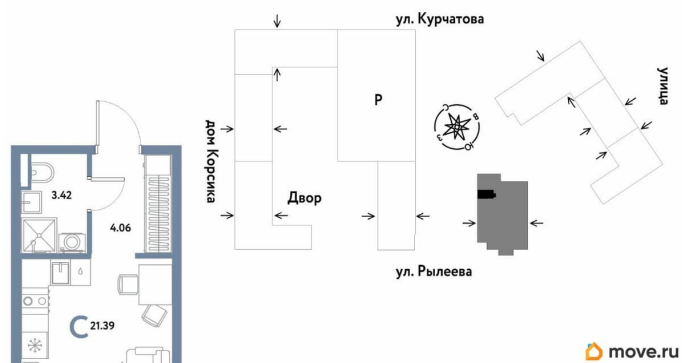 ул. Курчатова
улица
Р
С
В
З
Ю
дом Корсика
3.42
4.06
Двор
ул. Рылеева
С 21.39
move.ru